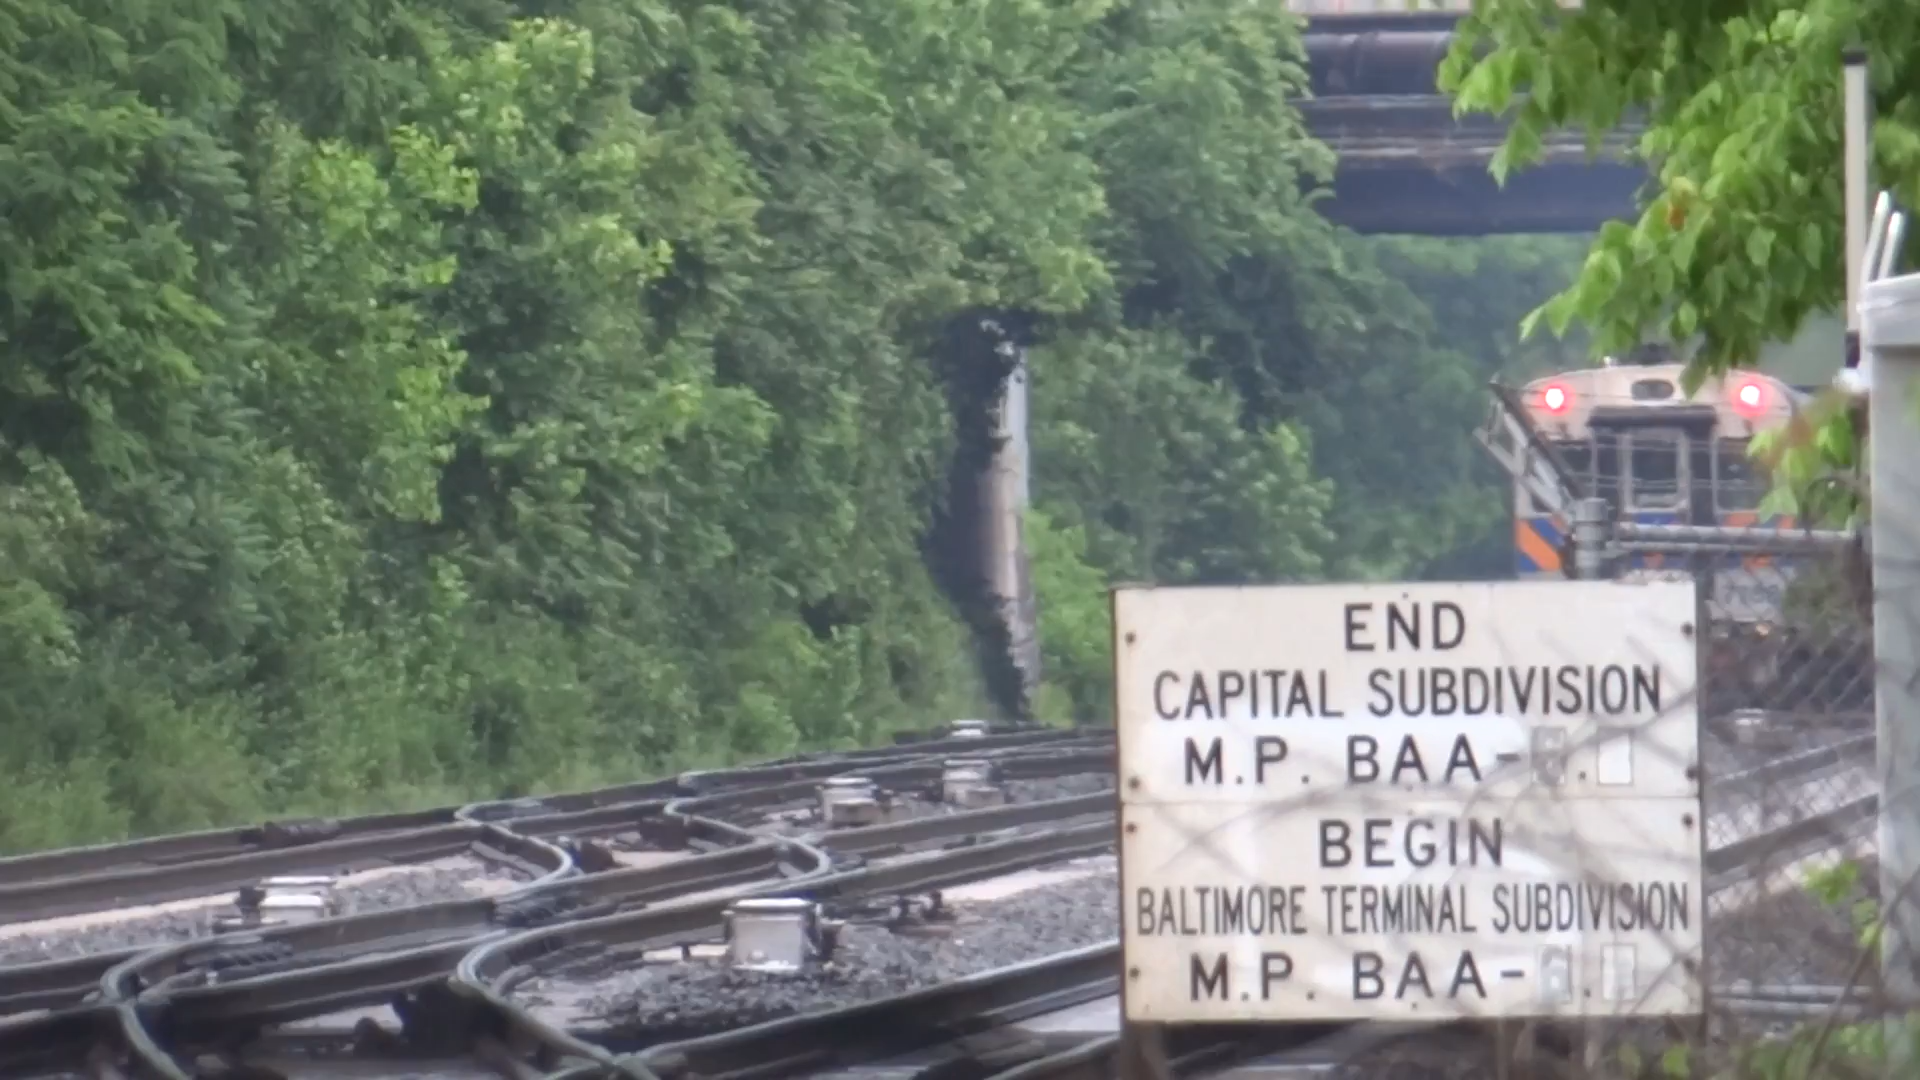 END
CAPITAL SUBDIVISION
M.P. BAA-
BEGIN
BALTIMORE TERMINAL SUBDIVISION
M.P. BAA-